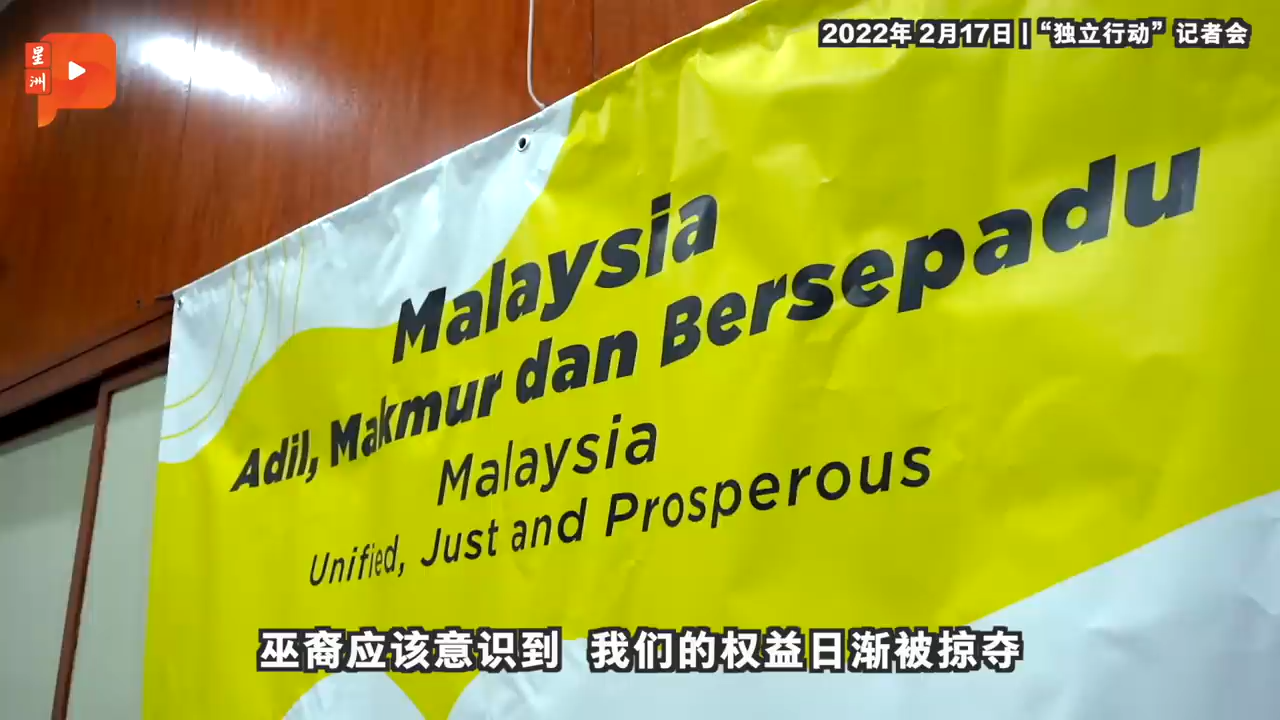 2022年 2月17日 | “独立行动” 记者会
星洲
Malaysia
Adil, Makmur dan Bersepadu
Malaysia
Unified, Just and Prosperous
巫裔应该意识到 我们的权益日渐被掠夺